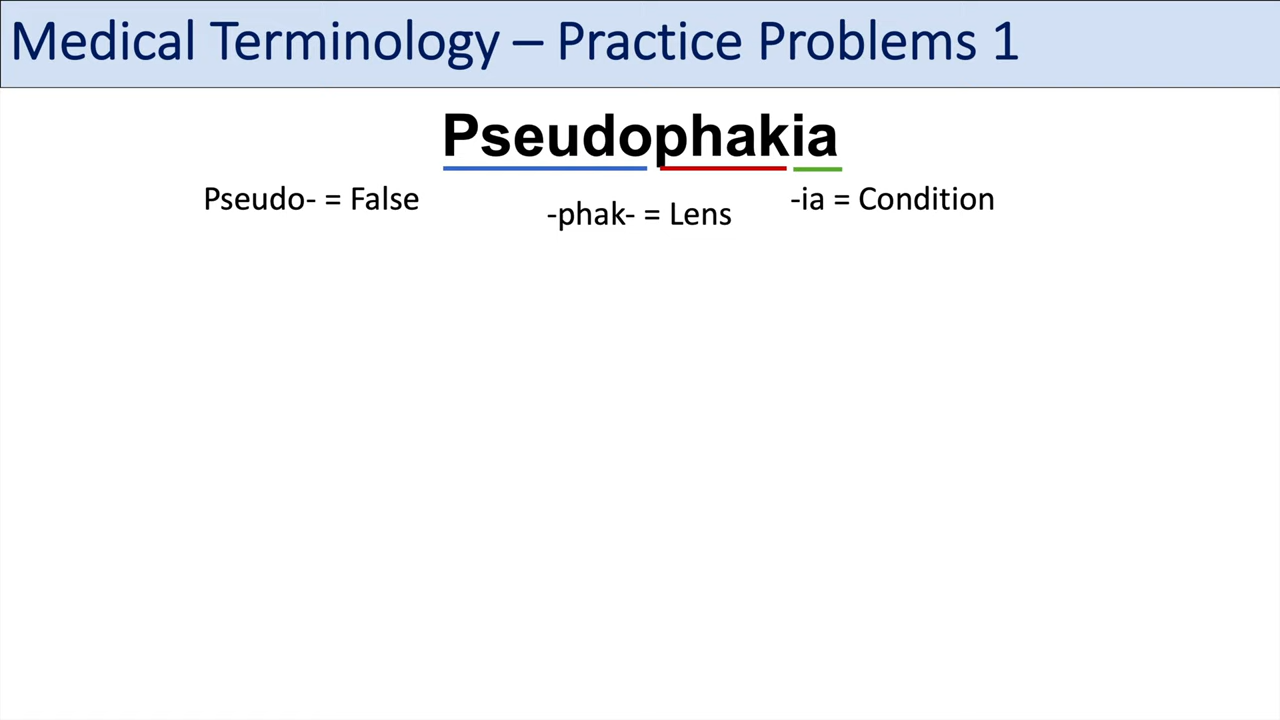 Medical Terminology – Practice Problems 1
Pseudophakia
Pseudo- = False
-phak- = Lens
-ia = Condition